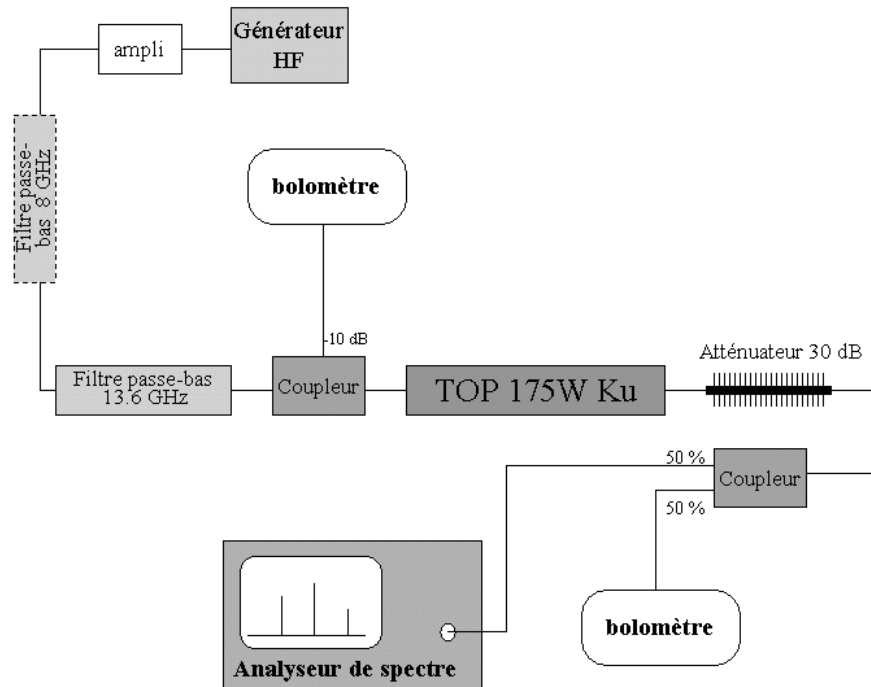 ampli
Générateur
HF
Filtre passe-
bas 8 GHz
bolomètre
-10 dB
Filtre passe-bas
13.6 GHz
Coupleur
TOP 175W Ku
Atténuateur 30 dB
50 %
Coupleur
50 %
bolomètre
Analyseur de spectre